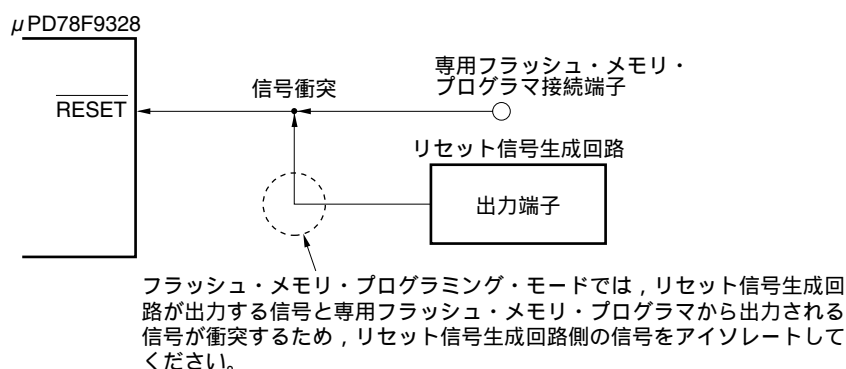 μPD78F9328
専用フラッシュ・メモリ・
プログラマ接続端子
信号衝突
RESET
リセット信号生成回路
出力端子
フラッシュ・メモリ・プログラミング・モードでは，リセット信号生成回
路が出力する信号と専用フラッシュ・メモリ・プログラマから出力される
信号が衝突するため，リセット信号生成回路側の信号をアイソレートして
ください。